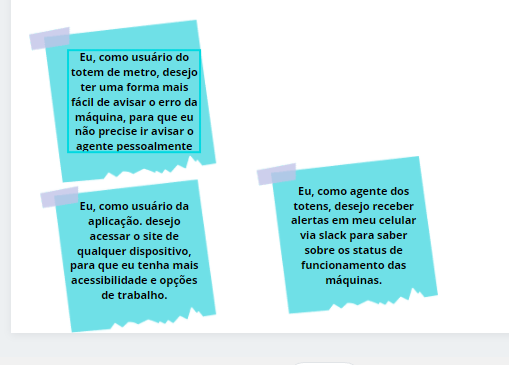 Eu, como usuário do
totem de metro, desejo
ter uma forma mais
fácil de avisar o erro da
máquina, para que eu
não precise ir avisar o
agente pessoalmente
Eu, como usuário da
aplicação. desejo
acessar o site de
qualquer dispositivo,
para que eu tenha mais
acessibilidade e opções
de trabalho.
Eu, como agente dos
totens, desejo receber
alertas em meu celular
via slack para saber
sobre os status de
funcionamento das
máquinas.